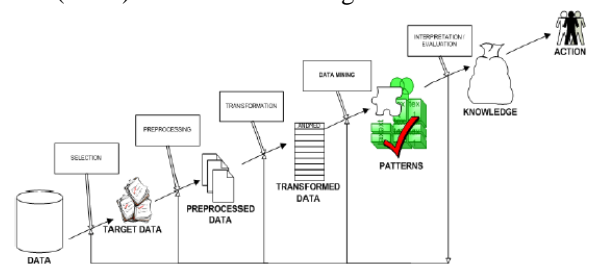 INTERPRETATION /
EVALUATION
ACTION
DATA MINING
KNOWLEDGE
TRANSFORMATION
PATTERNS
PREPROCESSING
TRANSFORMED
DATA
SELECTION
PREPROCESSED
DATA
TARGET DATA
DATA